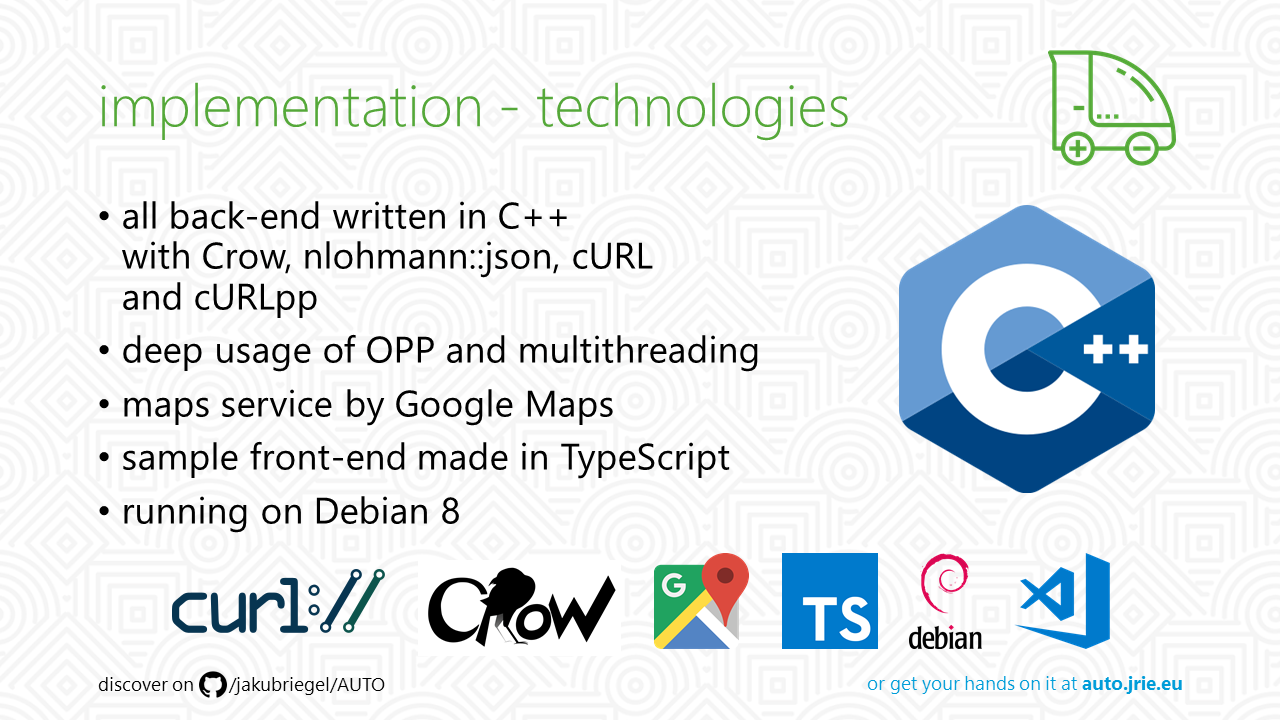 implementation - technologies
• all back-end written in C++
with Crow, nlohmann::json, cURL
and cURLpp
• deep usage of OPP and multithreading
• maps service by Google Maps
• sample front-end made in TypeScript
• running on Debian 8
C ++
curl://
CROW
G
TS
debian
discover on /jakubriegel/AUTO
or get your hands on it at auto.jrie.eu